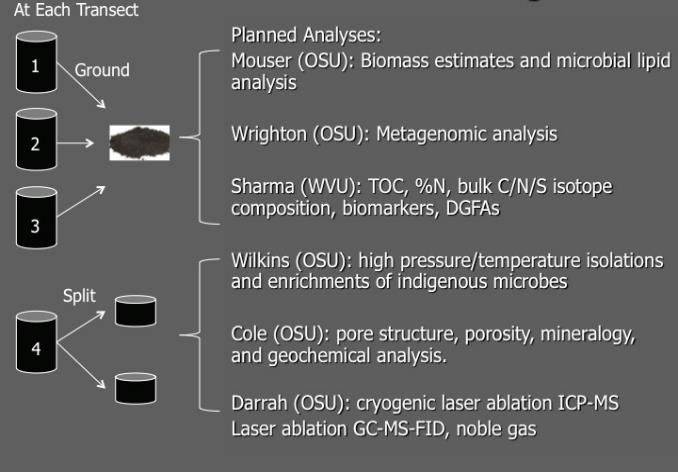 At Each Transect
1
Ground
2
3
Planned Analyses:
Mouser (OSU): Biomass estimates and microbial lipid
analysis
Wrighton (OSU): Metagenomic analysis
Sharma (WVU): TOC, %N, bulk C/N/S isotope
composition, biomarkers, DGFAs
Split
4
Wilkins (OSU): high pressure/temperature isolations
and enrichments of indigenous microbes
Cole (OSU): pore structure, porosity, mineralogy,
and geochemical analysis.
Darrah (OSU): cryogenic laser ablation ICP-MS
Laser ablation GC-MS-FID, noble gas